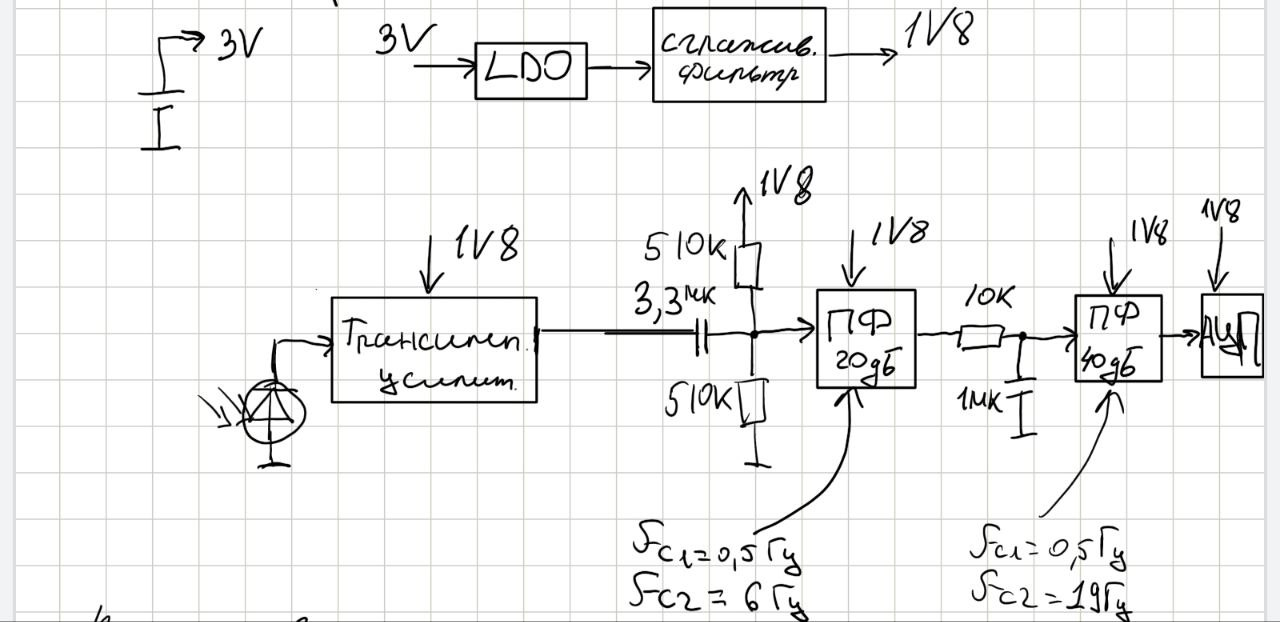 3V
3V
LDO
сглажив.
фильтр
1V8
1V8
1V8
510К
3,3мк
510К
1V8
ПФ
20дБ
10К
1мк
1V8
ПФ
40дБ
1V8
АЦП
Трансимп.
усилит.
Fc1=0,5Гц
Fc2=6Гц
Fc1=0,5Гц
Fc2=19Гц